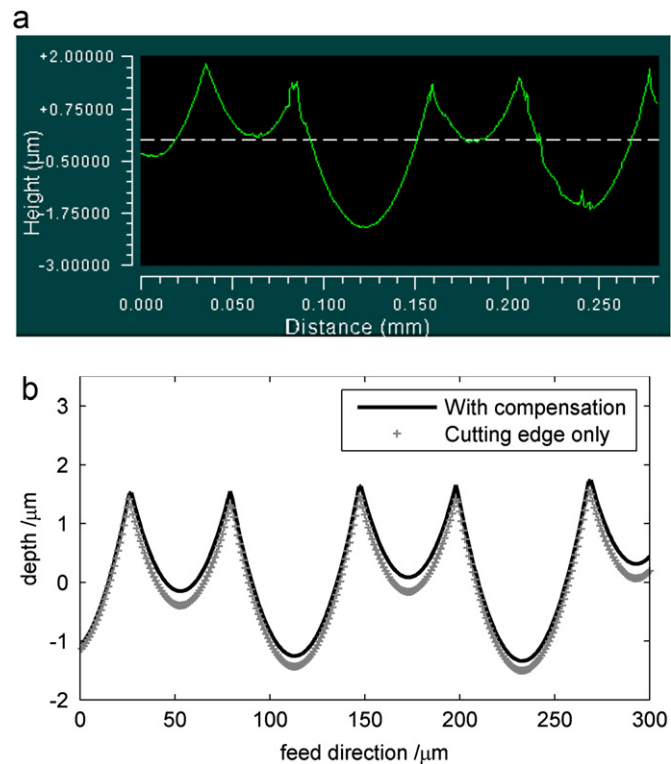 a
+2.00000
+0.75000
-0.50000
-1.75000
-3.00000
Height (µm)
0.000 0.050 0.100 0.150 0.200 0.250
Distance (mm)
b
With compensation
Cutting edge only
3
2
1
0
-1
-2
depth /µm
0 50 100 150 200 250 300
feed direction /µm